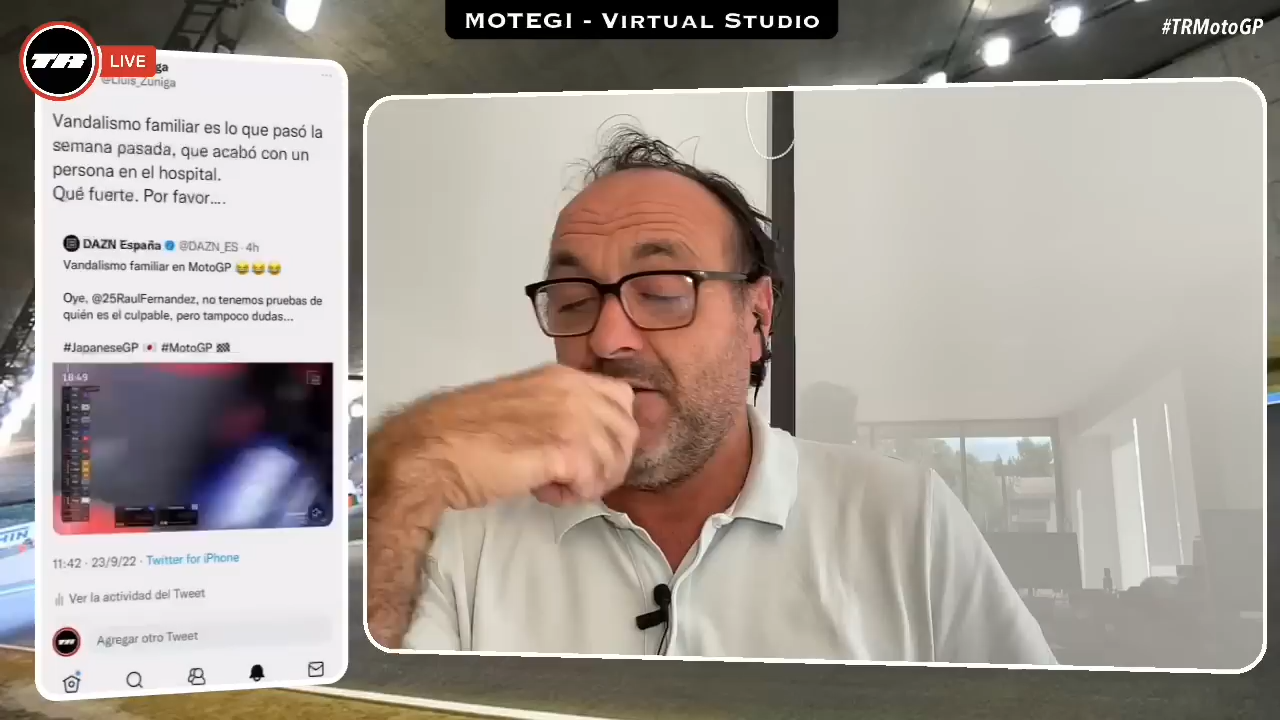 MOTEGI - VIRTUAL STUDIO
#TRMotoGP
TR
LIVE
@Lluis_Zuniga
Vandalismo familiar es lo que pasó la
semana pasada, que acabó con un
persona en el hospital.
Qué fuerte. Por favor....
DAZN España @DAZN_ES · 4h
Vandalismo familiar en MotoGP 😂😂😂
Oye, @25RaulFernandez, no tenemos pruebas de
quién es el culpable, pero tampoco dudas...
#JapaneseGP 🇯🇵 #MotoGP 🏁
18:49
11:42 · 23/9/22 · Twitter for iPhone
Ver la actividad del Tweet
TR
Agregar otro Tweet